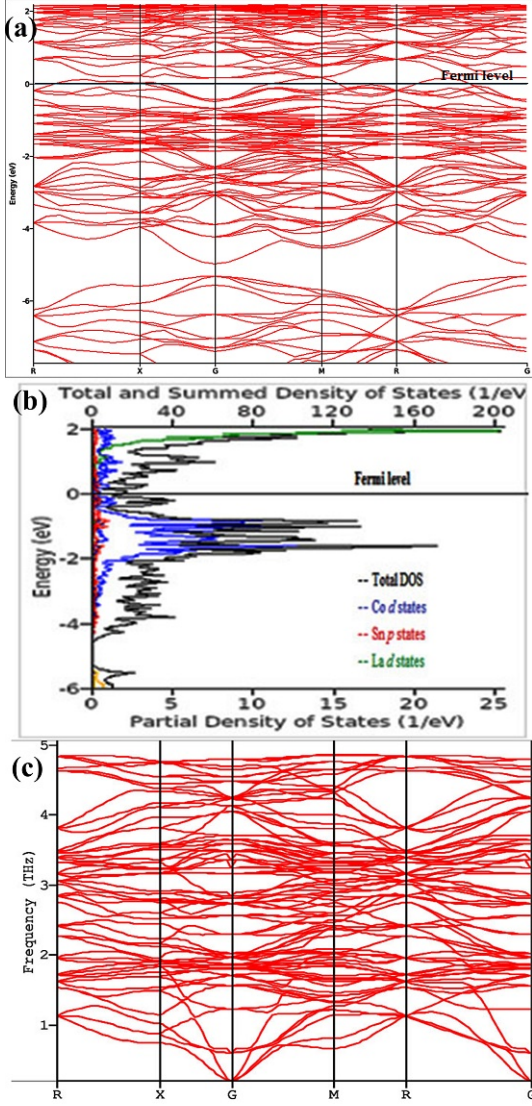 (a)
2
0
-2
-4
-6
Energy (eV)
Fermi level
R X G M R G
(b)
Total and Summed Density of States (1/eV)
0 40 80 120 160 200
2
0
-2
-4
-6
Energy (eV)
Fermi level
Total DOS
Co d states
Sn p states
La d states
0 5 10 15 20 25
Partial Density of States (1/eV)
(c)
5
4
3
2
1
Frequency (THz)
R X G M R G